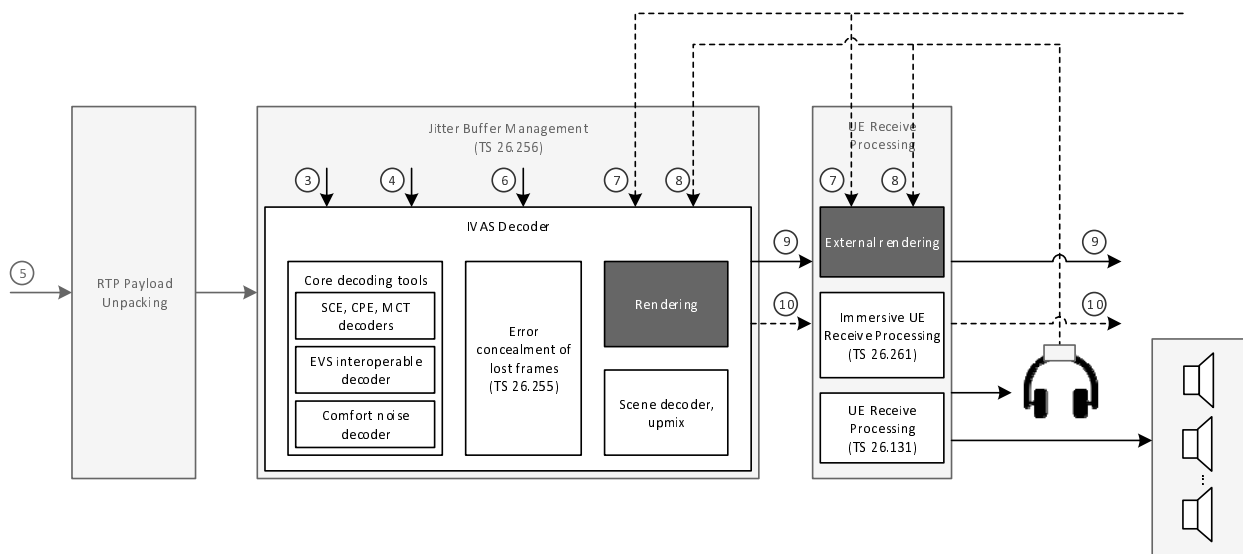 Jitter Buffer Management
(TS 26.256)
UE Receive
Processing
3
4
6
7
8
7
8
IVAS Decoder
5
RTP Payload
Unpacking
Core decoding tools
SCE, CPE, MCT
decoders
EVS interoperable
decoder
Comfort noise
decoder
Error
concealment of
lost frames
(TS 26.255)
Rendering
Scene decoder,
upmix
9
10
External rendering
Immersive UE
Receive Processing
(TS 26.261)
UE Receive
Processing
(TS 26.131)
9
10
...